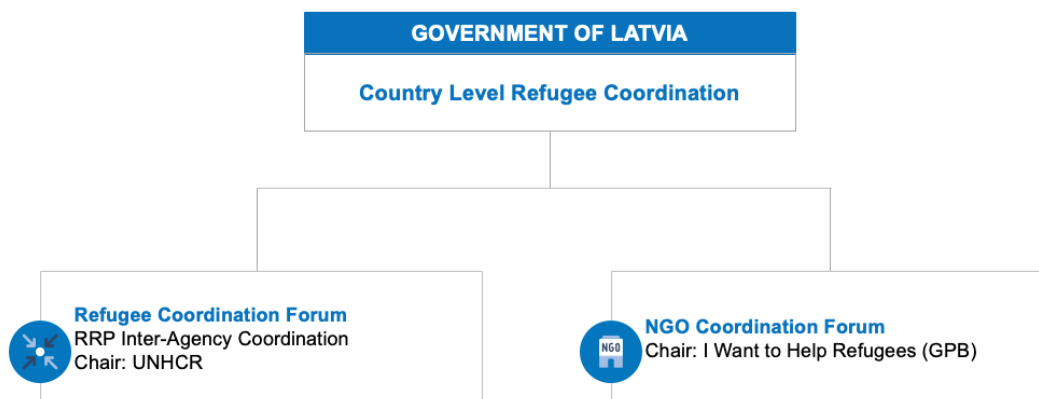 GOVERNMENT OF LATVIA
Country Level Refugee Coordination
Refugee Coordination Forum
RRP Inter-Agency Coordination
Chair: UNHCR
NGO
NGO Coordination Forum
Chair: I Want to Help Refugees (GPB)